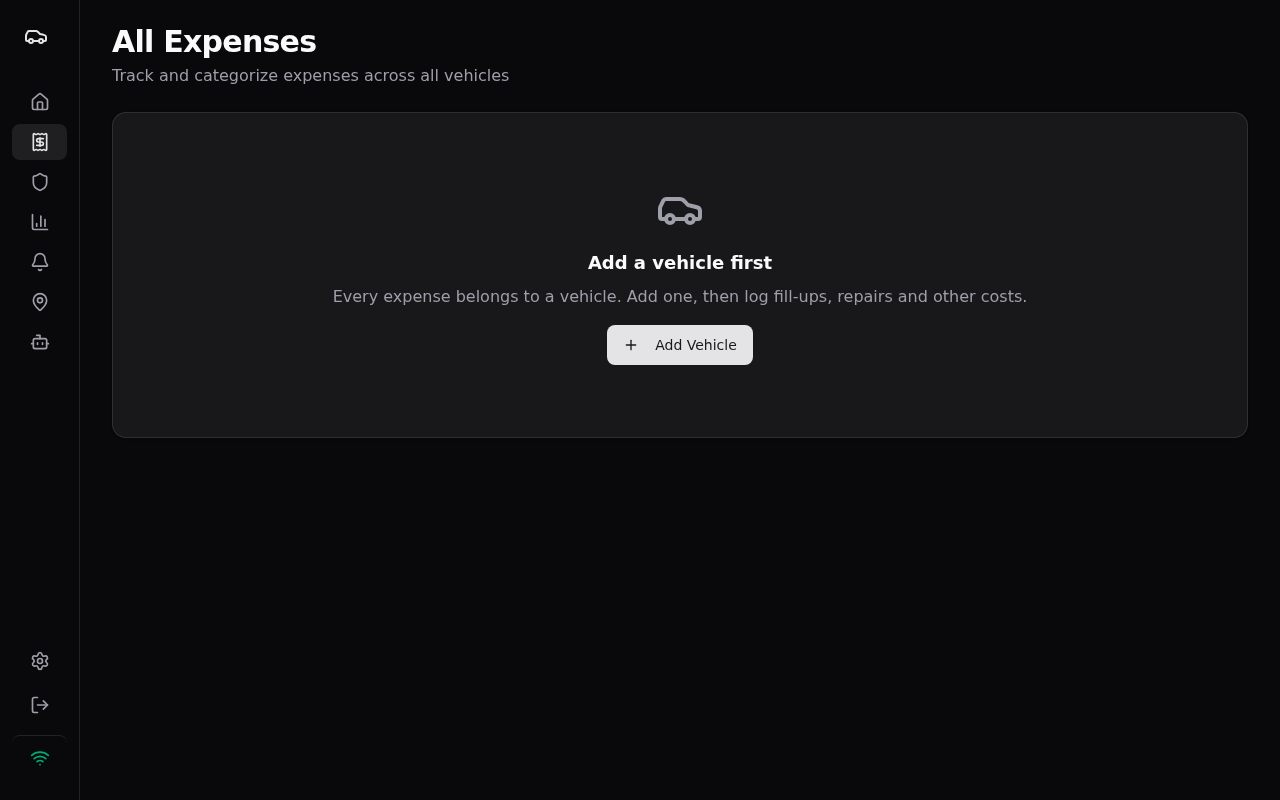 All Expenses
Track and categorize expenses across all vehicles
Add a vehicle first
Every expense belongs to a vehicle. Add one, then log fill-ups, repairs and other costs.
Add Vehicle